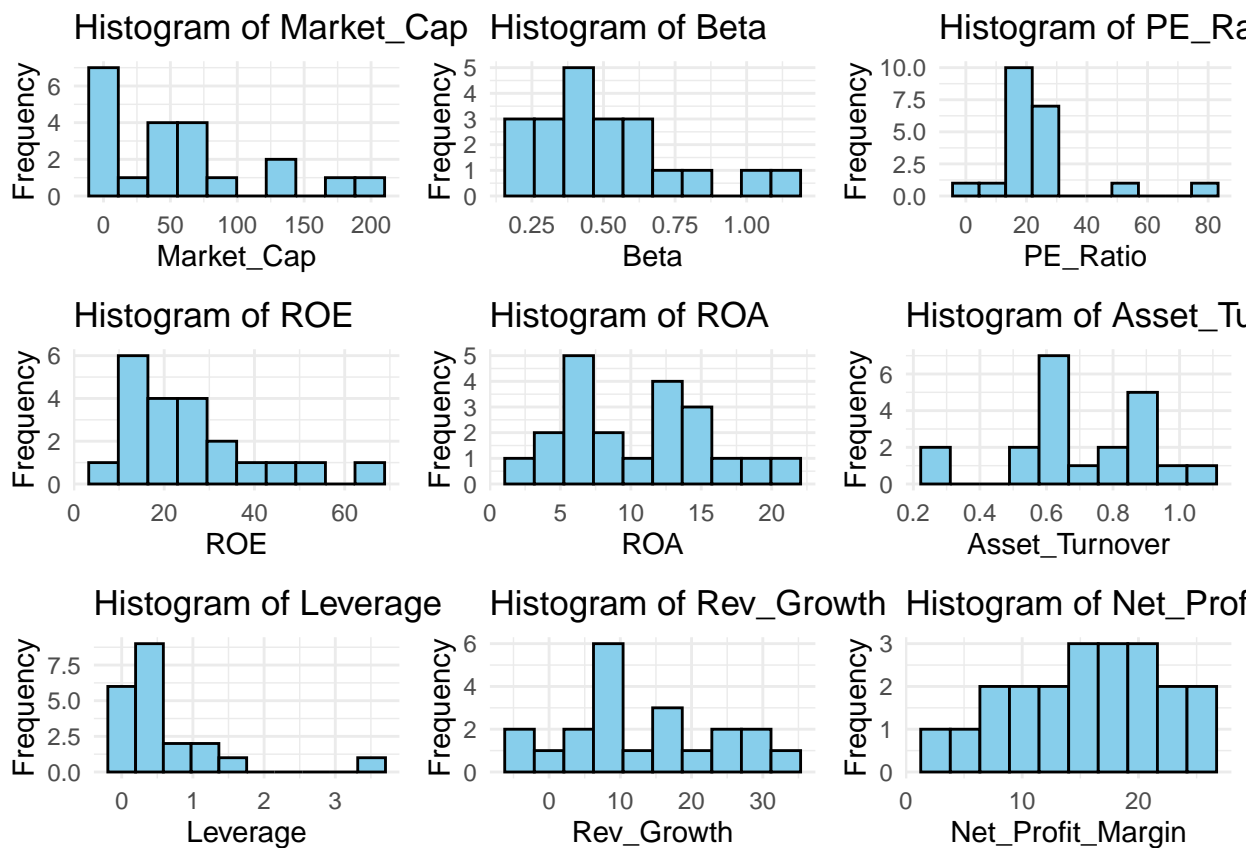 Histogram of Market_Cap
Frequency
6
4
2
0
0 50 100 150 200
Market_Cap
Histogram of Beta
Frequency
5
4
3
2
1
0
0.25 0.50 0.75 1.00
Beta
Histogram of PE_Ra
Frequency
10.0
7.5
5.0
2.5
0.0
0 20 40 60 80
PE_Ratio
Histogram of ROE
Frequency
6
4
2
0
0 20 40 60
ROE
Histogram of ROA
Frequency
5
4
3
2
1
0
0 5 10 15 20
ROA
Histogram of Asset_Tu
Frequency
6
4
2
0
0.2 0.4 0.6 0.8 1.0
Asset_Turnover
Histogram of Leverage
Frequency
7.5
5.0
2.5
0.0
0 1 2 3
Leverage
Histogram of Rev_Growth
Frequency
6
4
2
0
0 10 20 30
Rev_Growth
Histogram of Net_Prof
Frequency
3
2
1
0
0 10 20
Net_Profit_Margin